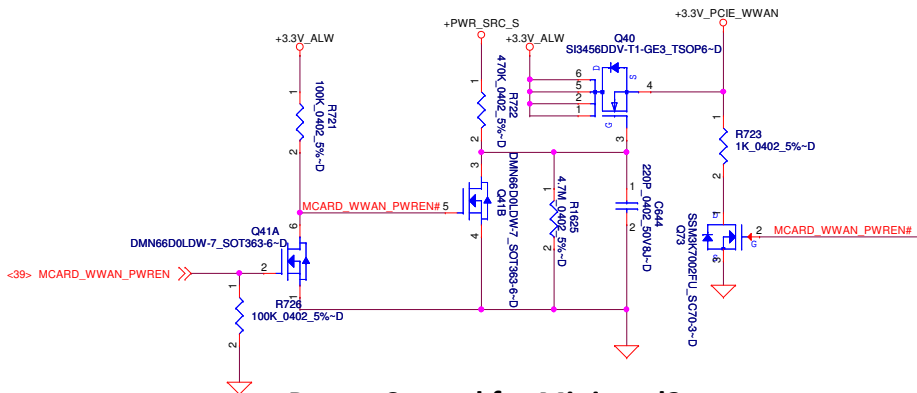 +3.3V_PCIE_WWAN
+PWR_SRC_S
+3.3V_ALW
+3.3V_ALW
Q40
SI3456DDV-T1-GE3_TSOP6~D
D
S
G
6
5
2
1
4
3
1
R721
100K_0402_5%~D
2
1
R722
470K_0402_5%~D
2
1
R723
1K_0402_5%~D
2
MCARD_WWAN_PWREN#
5
3
4
DMN66D0LDW-7_SOT363-6~D
Q41B
1
R1625
4.7M_0402_5%~D
2
1
C644
220P_0402_50V8J~D
2
SSM3K7002FU_SC70-3~D
Q73
G
2
MCARD_WWAN_PWREN#
Q41A
DMN66D0LDW-7_SOT363-6~D
6
<39> MCARD_WWAN_PWREN
2
1
1
R726
100K_0402_5%~D
2